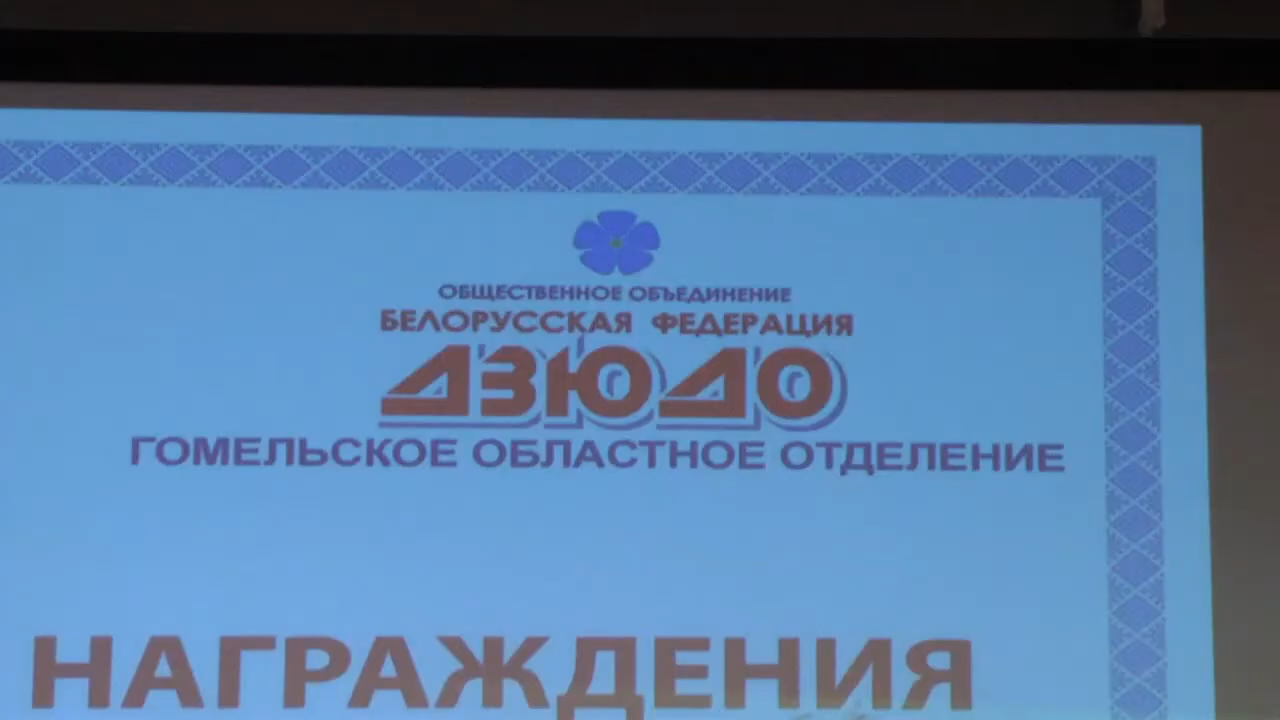 ОБЩЕСТВЕННОЕ ОБЪЕДИНЕНИЕ
БЕЛОРУССКАЯ ФЕДЕРАЦИЯ
ДЗЮДО
ГОМЕЛЬСКОЕ ОБЛАСТНОЕ ОТДЕЛЕНИЕ
НАГРАЖДЕНИЯ